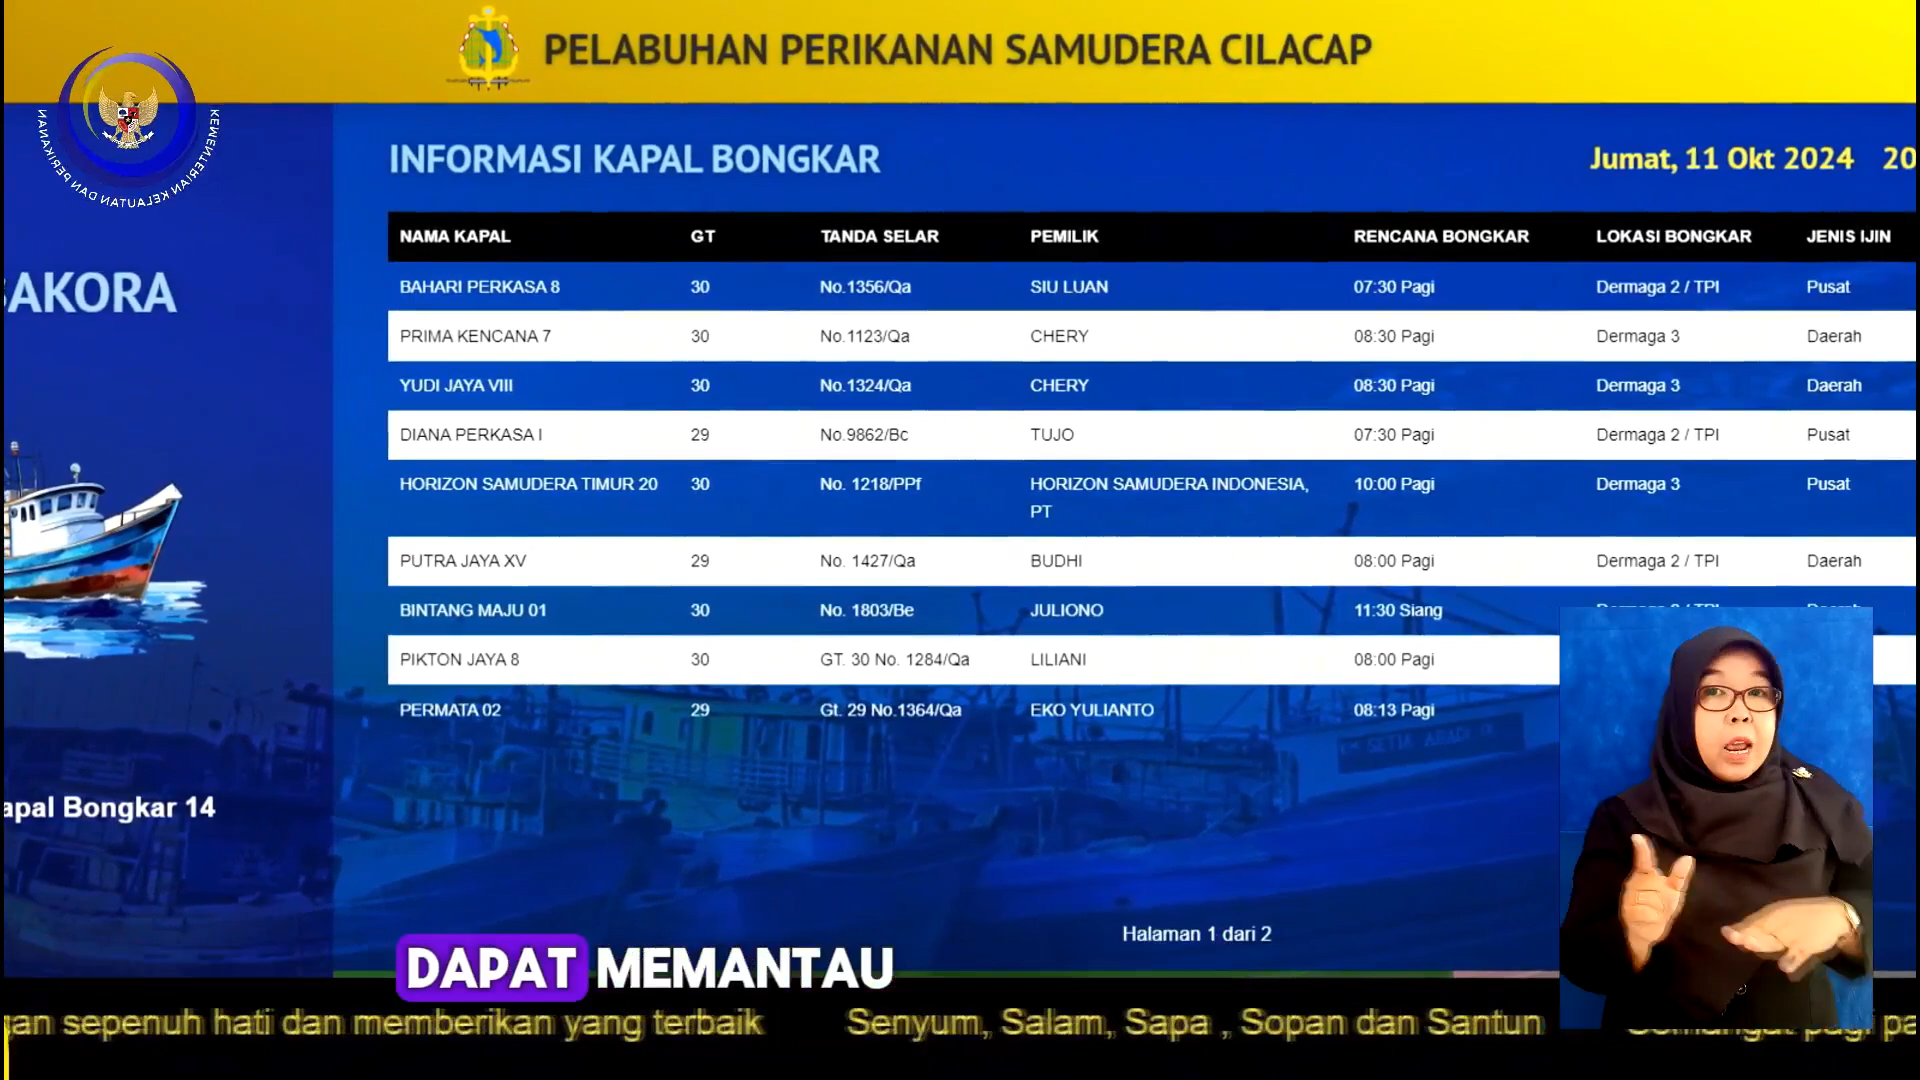 PELABUHAN PERIKANAN SAMUDERA CILACAP
KEMENTERIAN KELAUTAN DAN PERIKANAN
INFORMASI KAPAL BONGKAR
Jumat, 11 Okt 2024 20
NAMA KAPAL GT TANDA SELAR PEMILIK RENCANA BONGKAR LOKASI BONGKAR JENIS IJIN
BAHARI PERKASA 8 30 No.1356/Qa SIU LUAN 07:30 Pagi Dermaga 2 / TPI Pusat
AKORA
PRIMA KENCANA 7 30 No.1123/Qa CHERY 08:30 Pagi Dermaga 3 Daerah
YUDI JAYA VIII 30 No.1324/Qa CHERY 08:30 Pagi Dermaga 3 Daerah
DIANA PERKASA I 29 No.9862/Bc TUJO 07:30 Pagi Dermaga 2 / TPI Pusat
HORIZON SAMUDERA TIMUR 20 30 No. 1218/PPf HORIZON SAMUDERA INDONESIA, 10:00 Pagi Dermaga 3 Pusat
PT
PUTRA JAYA XV 29 No. 1427/Qa BUDHI 08:00 Pagi Dermaga 2 / TPI Daerah
BINTANG MAJU 01 30 No. 1803/Be JULIONO 11:30 Siang
PIKTON JAYA 8 30 GT. 30 No. 1284/Qa LILIANI 08:00 Pagi
PERMATA 02 29 Gt. 29 No.1364/Qa EKO YULIANTO 08:13 Pagi
apal Bongkar 14
Halaman 1 dari 2
DAPAT MEMANTAU
gan sepenuh hati dan memberikan yang terbaik Senyum, Salam, Sapa , Sopan dan Santun